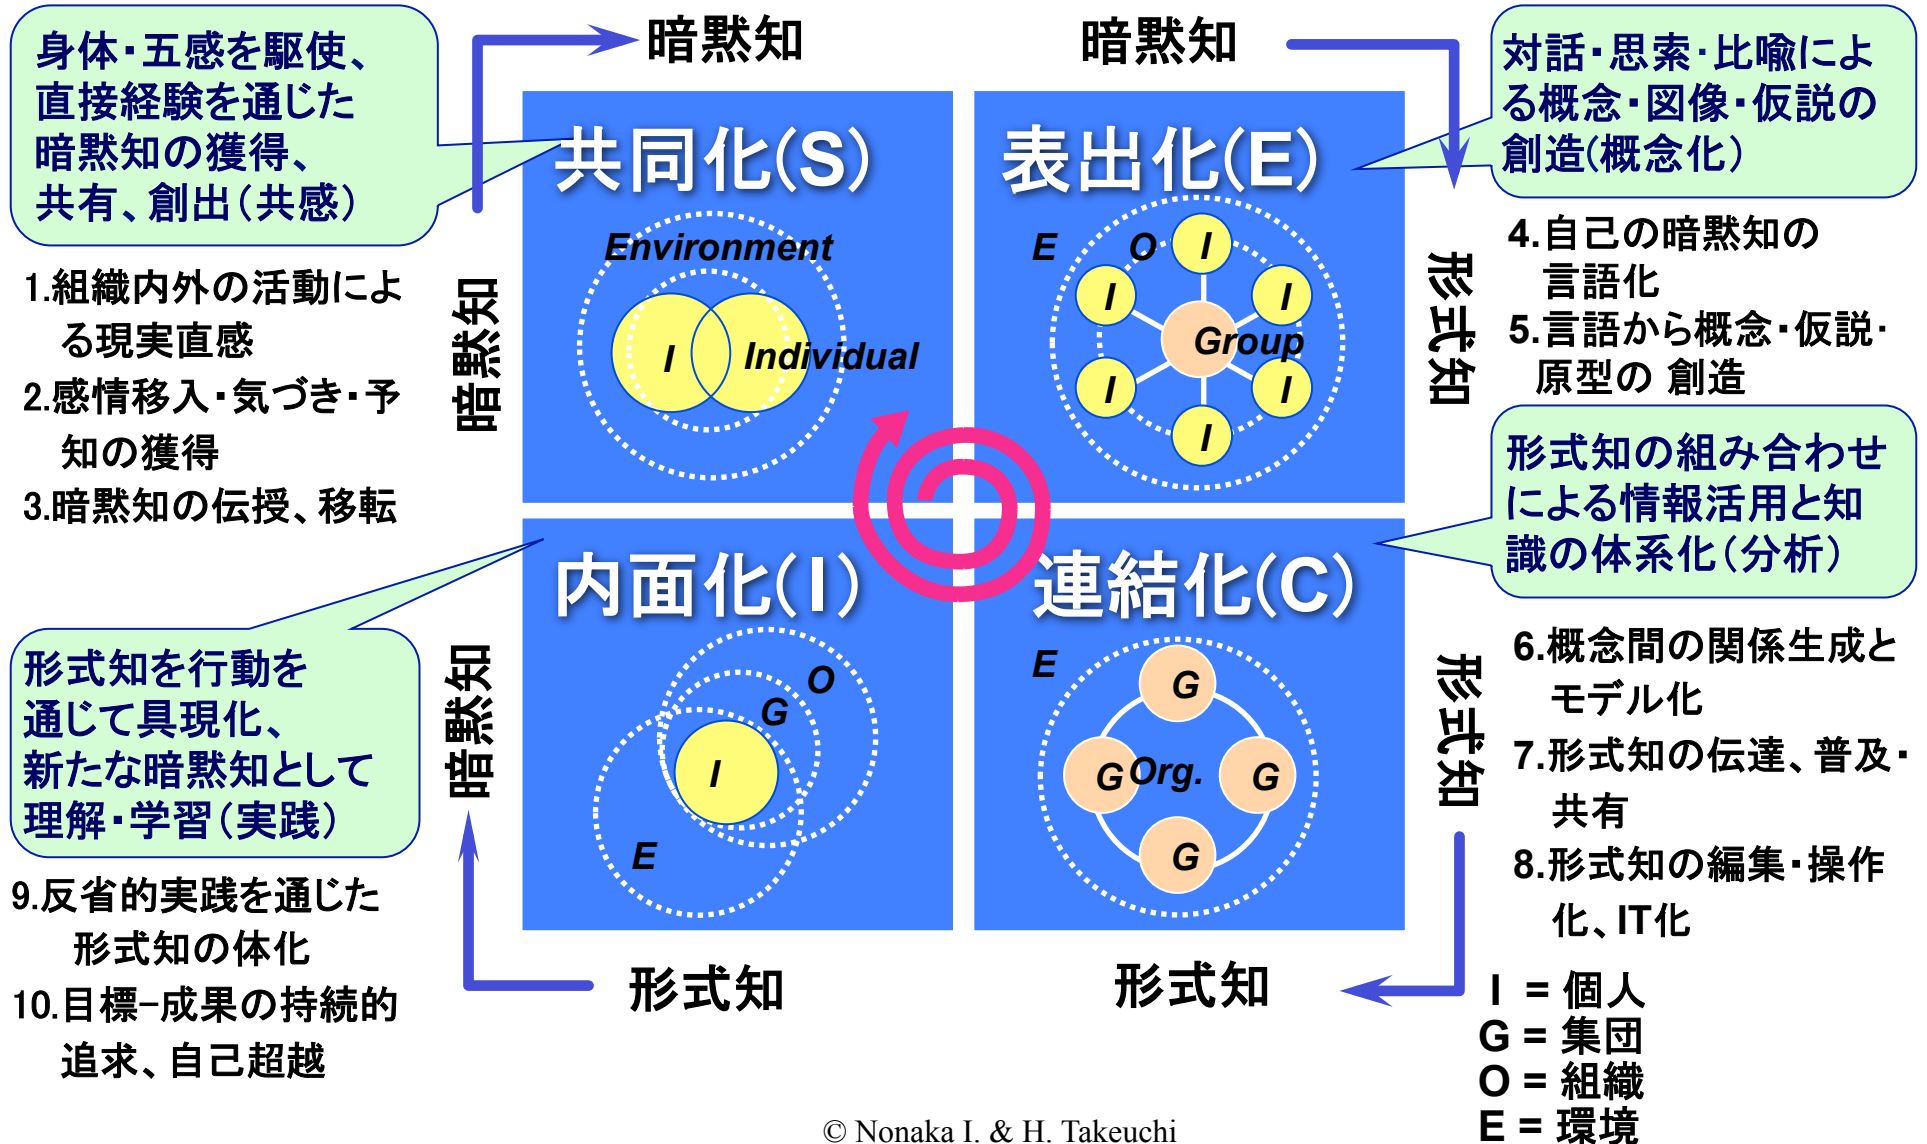 身体・五感を駆使、
直接経験を通じた
暗黙知の獲得、
共有、創出（共感）
1.組織内外の活動によ
る現実直感
2.感情移入・気づき・予
知の獲得
3.暗黙知の伝授、移転
暗黙知
暗黙知
共同化(S)
Environment
I
Individual
暗黙知
表出化(E)
E
O
I
I
I
Group
I
I
I
形式知
対話・思索・比喩によ
る概念・図像・仮説の
創造(概念化)
4.自己の暗黙知の
言語化
5.言語から概念・仮説・
原型の 創造
形式知の組み合わせ
による情報活用と知
識の体系化（分析）
連結化(C)
E
G
G
Org.
G
G
形式知
形式知
6.概念間の関係生成と
モデル化
7.形式知の伝達、普及・
共有
8.形式知の編集・操作
化、IT化
内面化(I)
O
G
I
E
暗黙知
形式知
形式知を行動を
通じて具現化、
新たな暗黙知として
理解・学習（実践）
9.反省的実践を通じた
形式知の体化
10.目標−成果の持続的
追求、自己超越
I = 個人
G = 集団
O = 組織
E = 環境
© Nonaka I. & H. Takeuchi